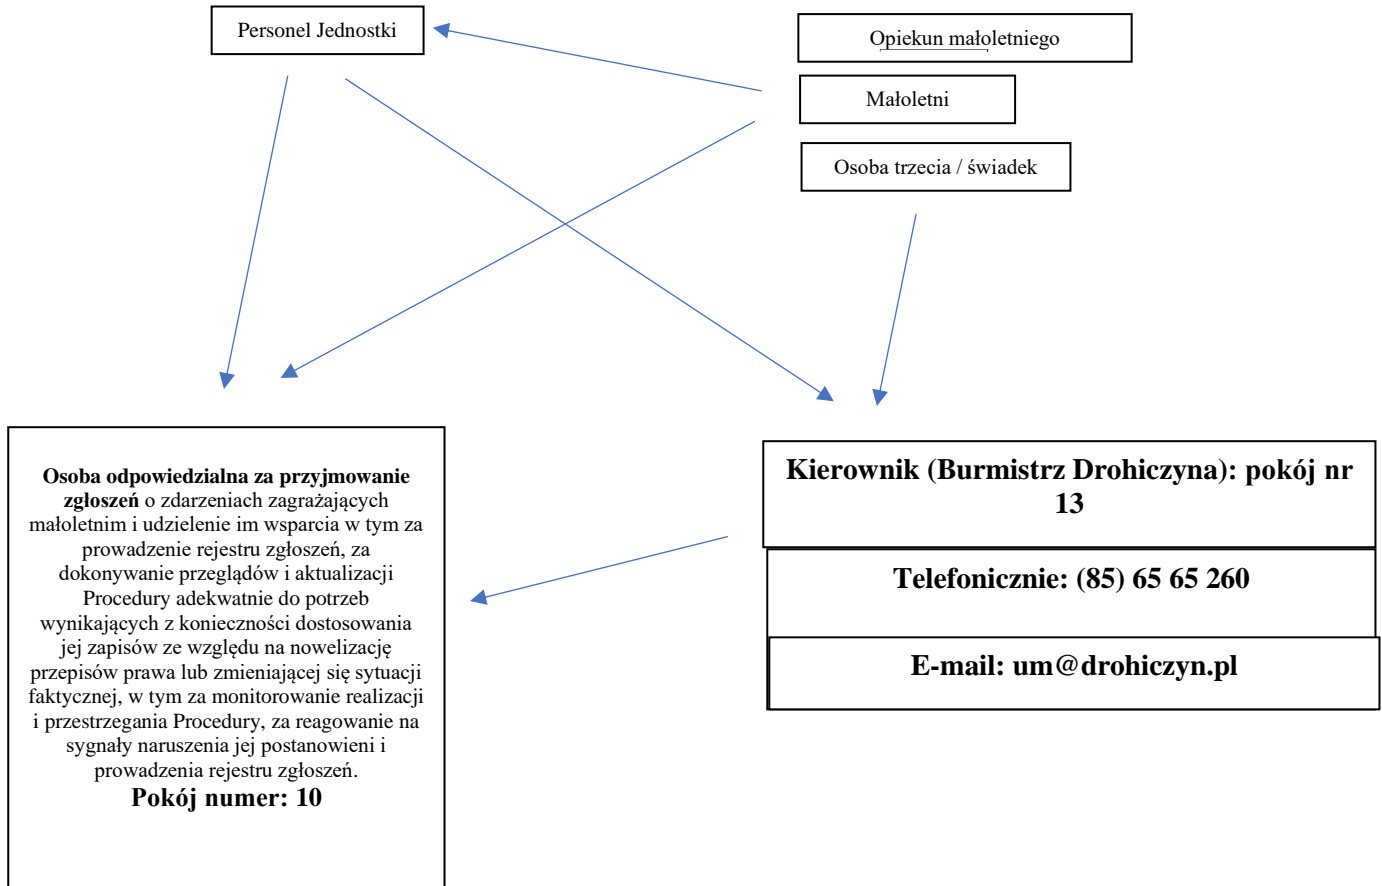 Personel Jednostki
Opiekun małoletniego
Małoletni
Osoba trzecia / świadek
Osoba odpowiedzialna za przyjmowanie
zgłoszeń o zdarzeniach zagrażających
małoletnim i udzielenie im wsparcia w tym za
prowadzenie rejestru zgłoszeń, za
dokonywanie przeglądów i aktualizacji
Procedury adekwatnie do potrzeb
wynikających z konieczności dostosowania
jej zapisów ze względu na nowelizację
przepisów prawa lub zmieniającej się sytuacji
faktycznej, w tym za monitorowanie realizacji
i przestrzegania Procedury, za reagowanie na
sygnały naruszenia jej postanowieni i
prowadzenia rejestru zgłoszeń.
Pokój numer: 10
Kierownik (Burmistrz Drohiczyna): pokój nr
13
Telefonicznie: (85) 65 65 260
E-mail: um@drohiczyn.pl